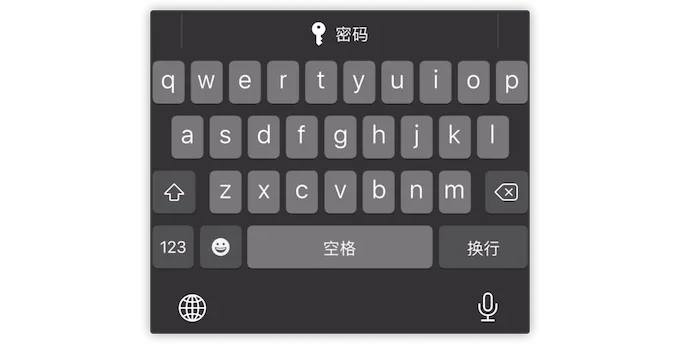 密码
q w e r t y u i o p
a s d f g h j k l
z x c v b n m
123 空格 换行